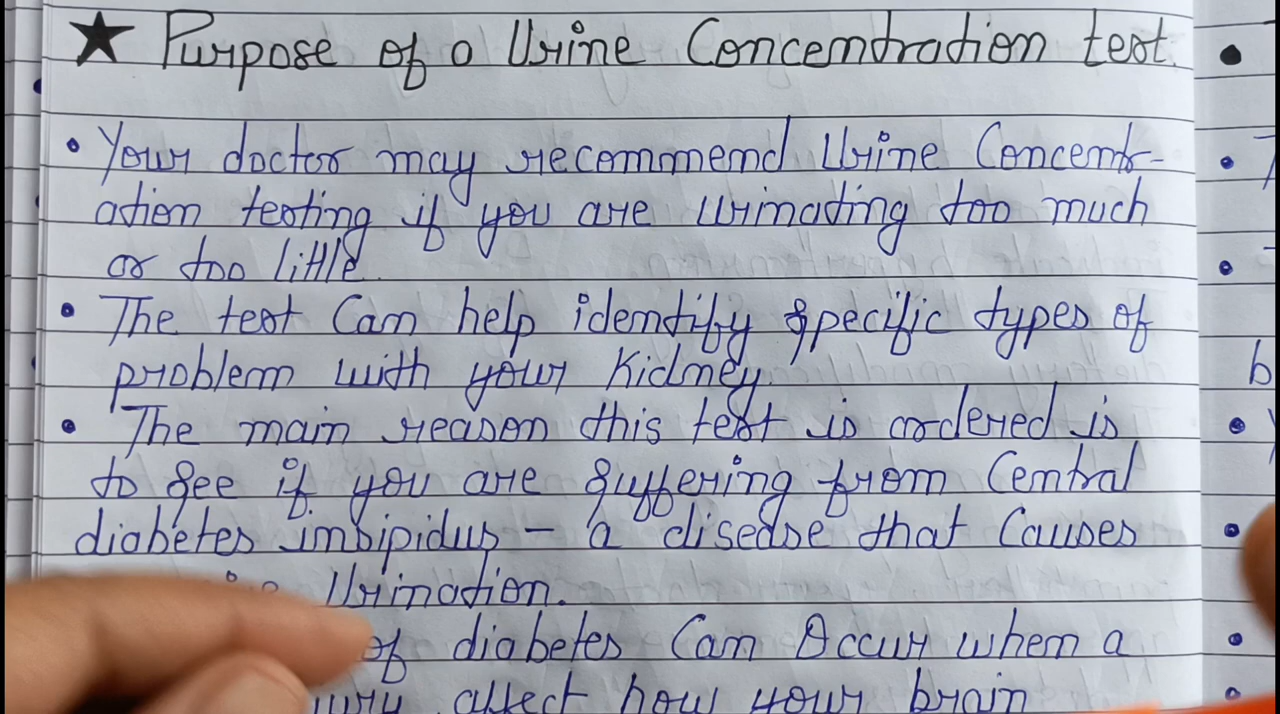 ★ Purpose of a Urine Concentration test.
• Your doctor may recommend Urine Concentr-
ation testing if you are urinating too much
or too little.
• The test Can help identify specific types of
problem with your Kidney.
• The main reason this test is ordered is
to see if you are suffering from Central
diabetes insipidus – a disease that Causes
Urination.
of diabetes Can Occur when a
affect how your brain
b